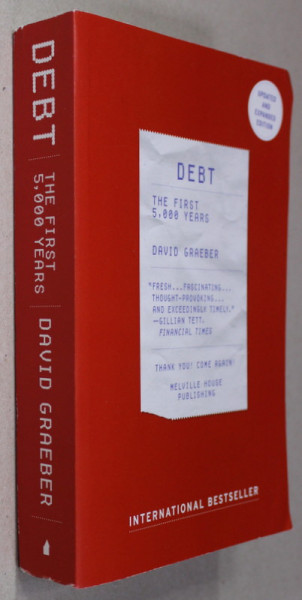 DEBT
THE FIRST
5,000 YEARS
DAVID GRAEBER
UPDATED
AND
EXPANDED
EDITION
DEBT
THE FIRST
5,000 YEARS
DAVID GRAEBER
"FRESH...FASCINATING...
THOUGHT-PROVOKING...
AND EXCEEDINGLY TIMELY."
—GILLIAN TETT,
FINANCIAL TIMES
THANK YOU! COME AGAIN!
MELVILLE HOUSE
PUBLISHING
INTERNATIONAL BESTSELLER